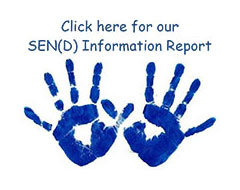 Click here for our
SEN(D) Information Report